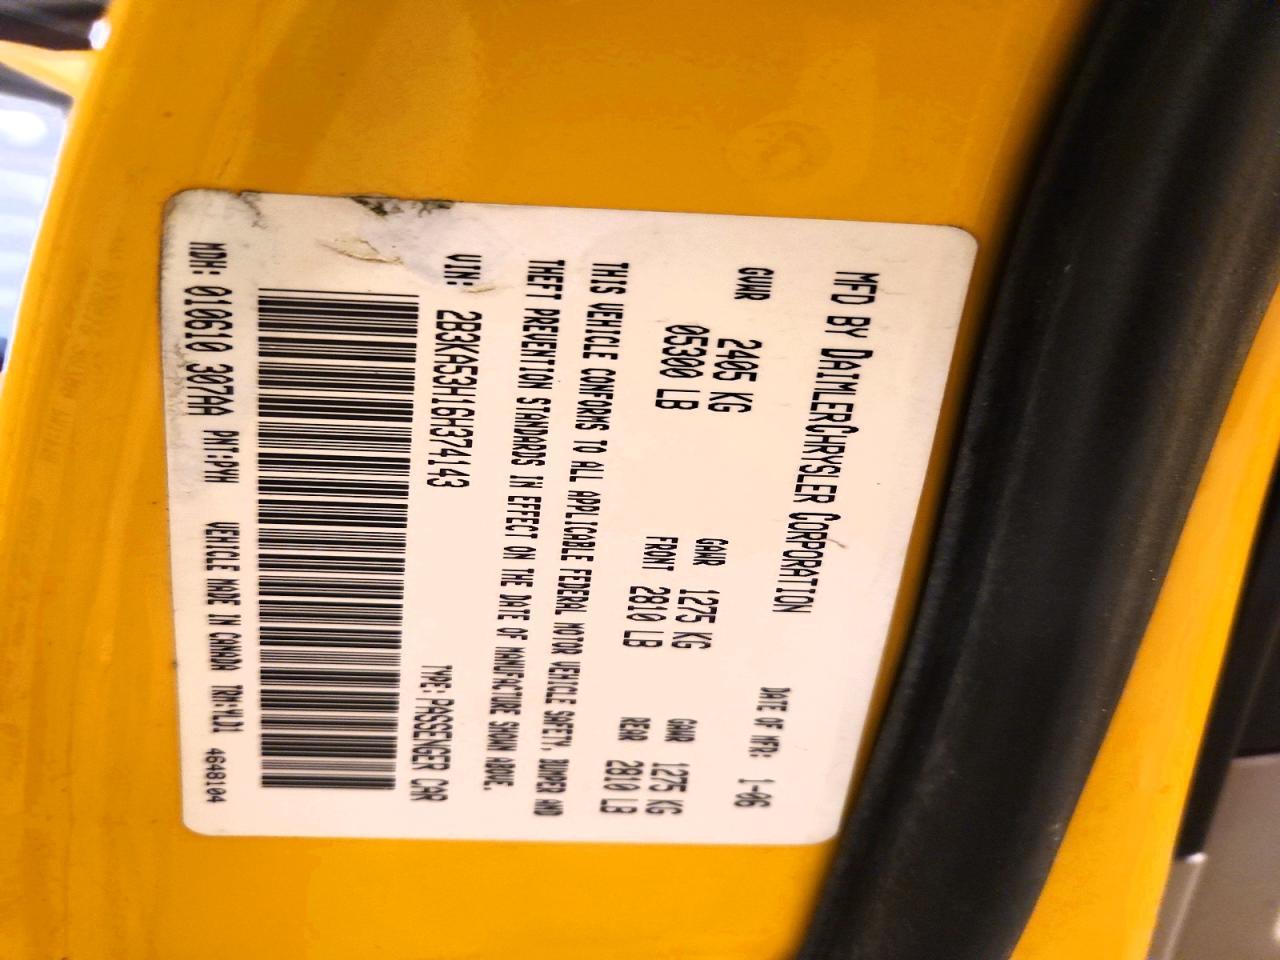 MFD BY DAIMLERCHRYSLER CORPORATION
DATE OF MFR: 1-06
GVWR 2405 KG
05300 LB
GAWR 1275 KG
FRONT 2810 LB
GAWR 1275 KG
REAR 2810 LB
THIS VEHICLE CONFORMS TO ALL APPLICABLE FEDERAL MOTOR VEHICLE SAFETY, BUMPER AND
THEFT PREVENTION STANDARDS IN EFFECT ON THE DATE OF MANUFACTURE SHOWN ABOVE.
VIN: 2B3KA53H16H374143 TYPE: PASSENGER CAR
MDH: 010610 307AA PNT:PYH VEHICLE MADE IN CANADA TRM:VLD1 4648104